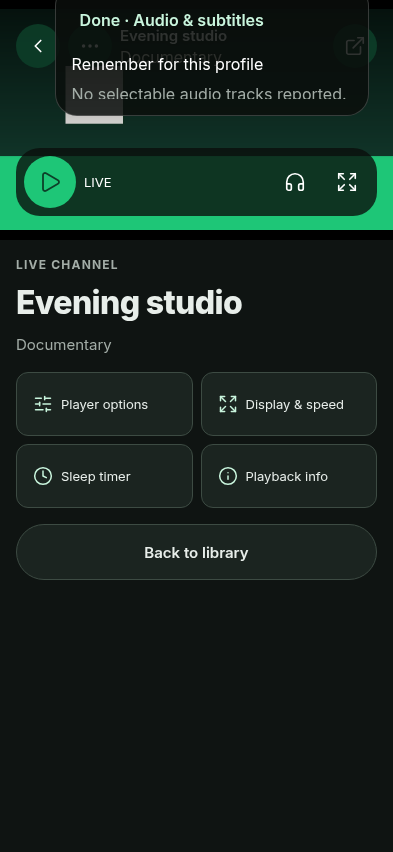 Done · Audio & subtitles
Evening studio
Documentary
Remember for this profile
No selectable audio tracks reported.
LIVE
LIVE CHANNEL
Evening studio
Documentary
Player options
Display & speed
Sleep timer
Playback info
Back to library